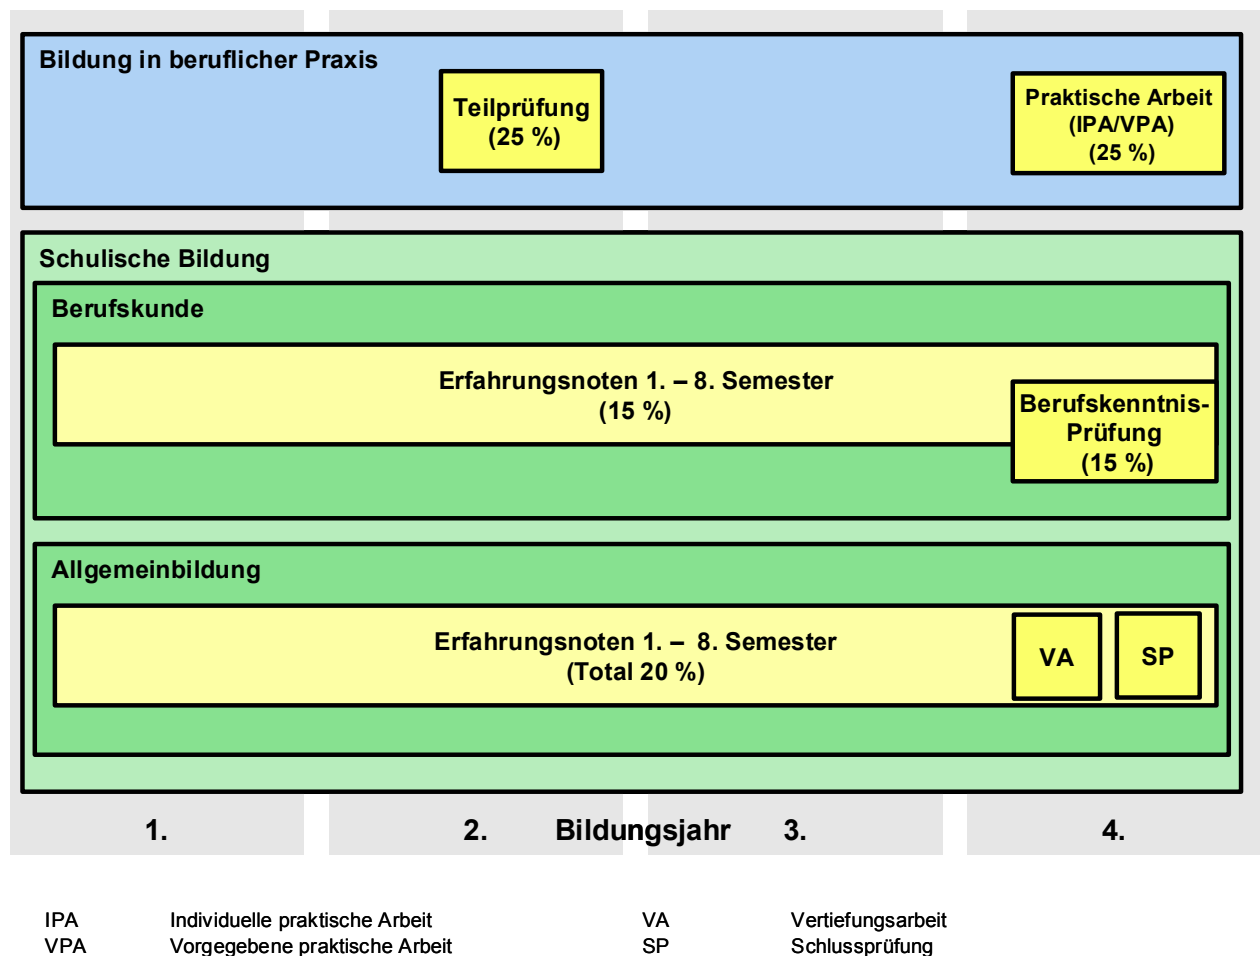 Bildung in beruflicher Praxis
Teilprüfung
(25 %)
Praktische Arbeit
(IPA/VPA)
(25 %)
Schulische Bildung
Berufskunde
Erfahrungsnoten 1. – 8. Semester
(15 %)
Berufskenntnis-
Prüfung
(15 %)
Allgemeinbildung
Erfahrungsnoten 1. – 8. Semester
(Total 20 %)
VA
SP
1. 2. Bildungsjahr 3. 4.
IPA Individuelle praktische Arbeit VA Vertiefungsarbeit
VPA Vorgegebene praktische Arbeit SP Schlussprüfung